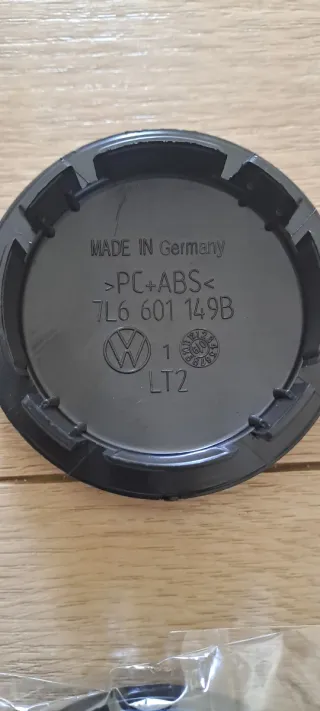 MADE IN Germany
>PC+ABS<
7L6 601 149B
1
LT2